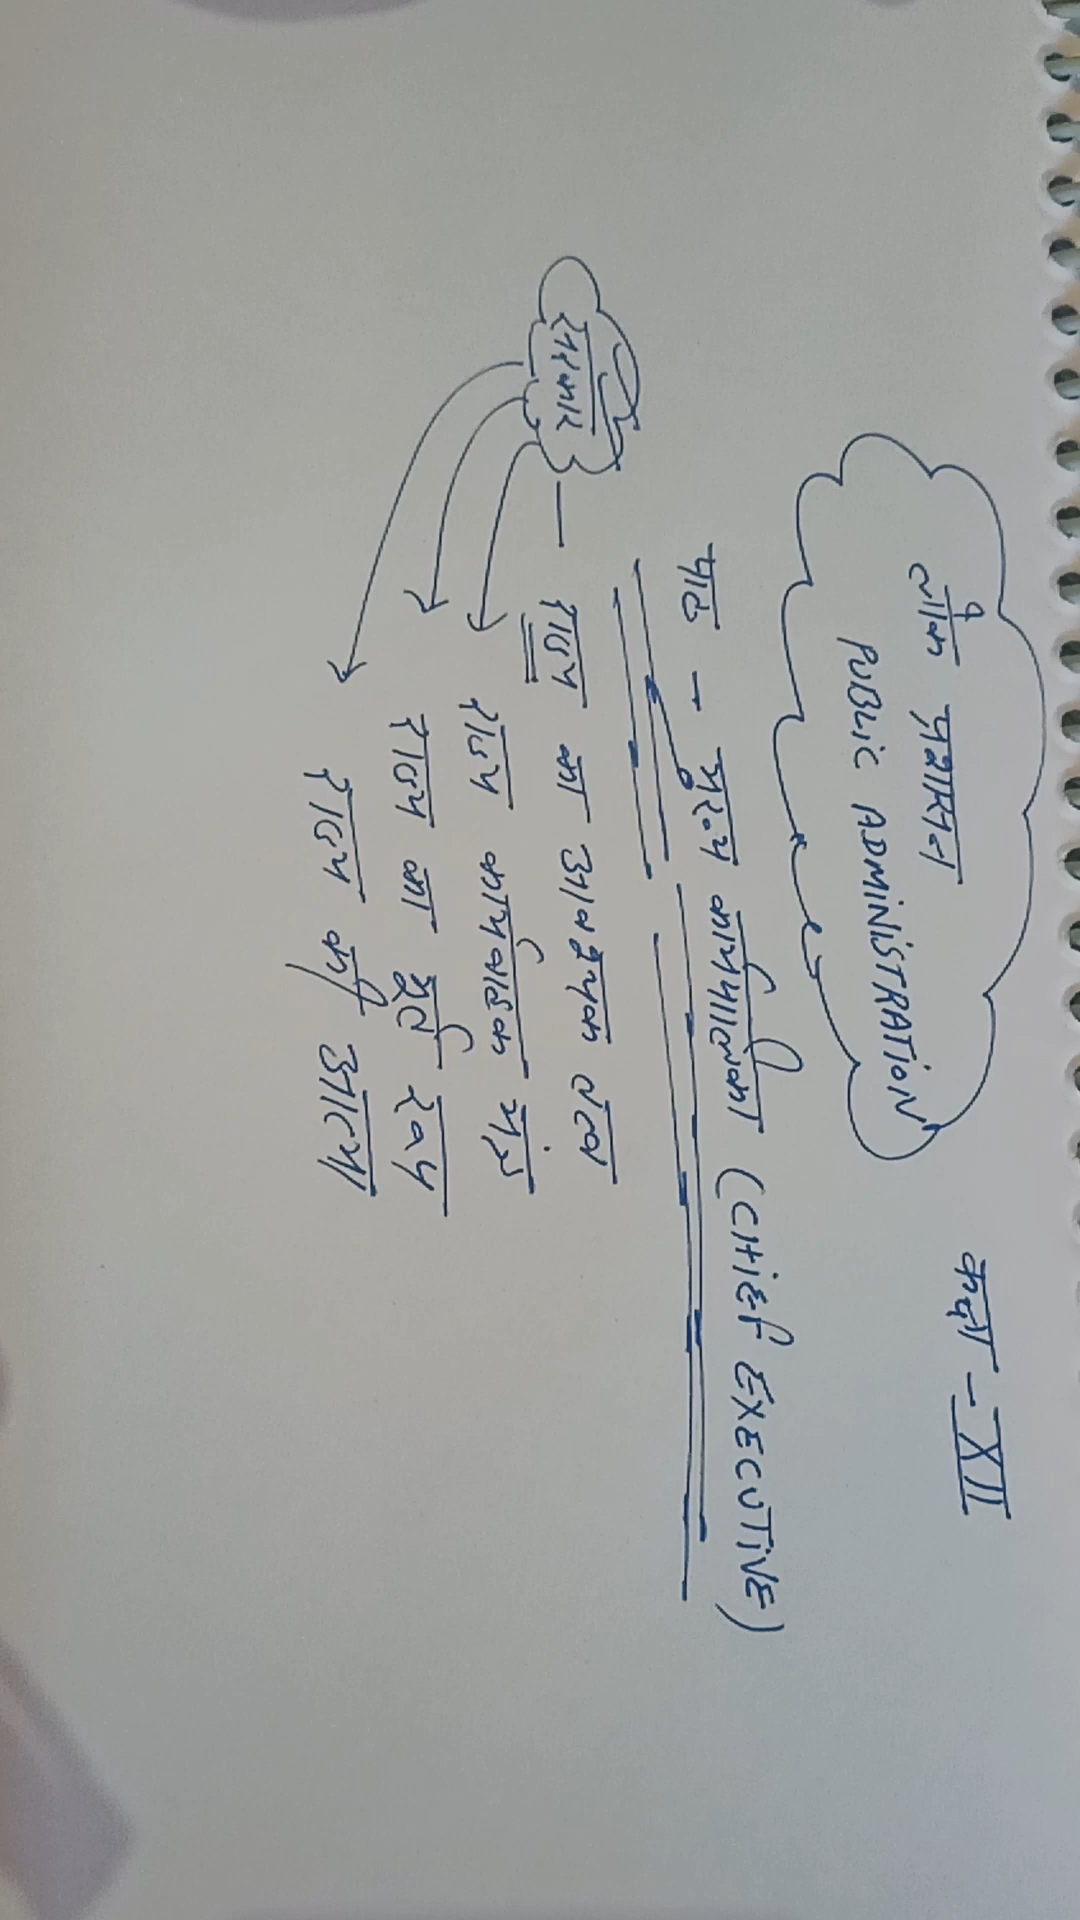 लोक प्रशासन
PUBLIC ADMINISTRATION
कक्षा - XII
पाठ - मुख्य कार्यपालिका (CHIEF EXECUTIVE)
सरकार — राज्य का आवश्यक तत्व
राज्य कार्यवाहक यंत्र
राज्य का मूर्त रूप
राज्य की आत्मा